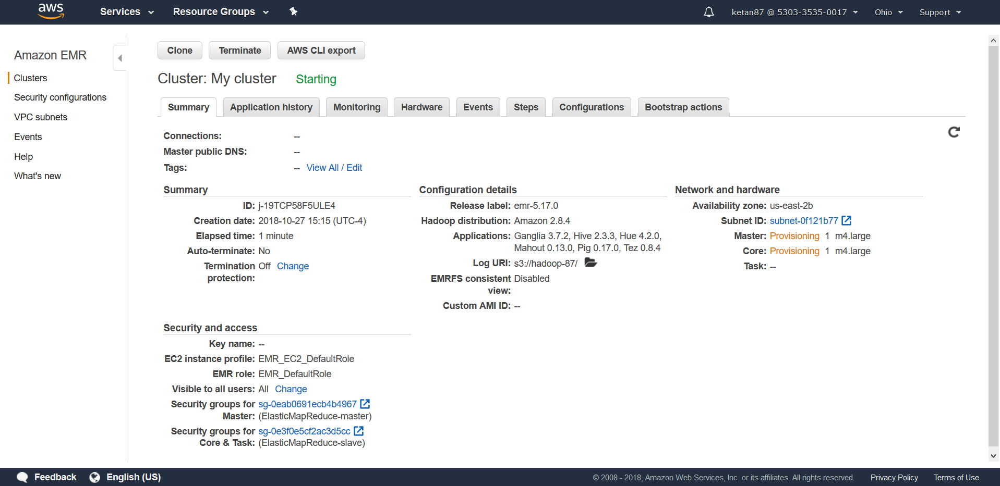 aws Services Resource Groups ketan87 @ 5303-3535-0017 Ohio Support
Amazon EMR
Clusters
Security configurations
VPC subnets
Events
Help
What's new
Clone Terminate AWS CLI export
Cluster: My cluster Starting
Summary Application history Monitoring Hardware Events Steps Configurations Bootstrap actions
Connections: --
Master public DNS: --
Tags: -- View All / Edit
Summary
ID: j-19TCP58F5ULE4
Creation date: 2018-10-27 15:15 (UTC-4)
Elapsed time: 1 minute
Auto-terminate: No
Termination Off Change
protection:
Configuration details
Release label: emr-5.17.0
Hadoop distribution: Amazon 2.8.4
Applications: Ganglia 3.7.2, Hive 2.3.3, Hue 4.2.0,
Mahout 0.13.0, Pig 0.17.0, Tez 0.8.4
Log URI: s3://hadoop-87/
EMRFS consistent Disabled
view:
Custom AMI ID: --
Network and hardware
Availability zone: us-east-2b
Subnet ID: subnet-0f121b77
Master: Provisioning 1 m4.large
Core: Provisioning 1 m4.large
Task: --
Security and access
Key name: --
EC2 instance profile: EMR_EC2_DefaultRole
EMR role: EMR_DefaultRole
Visible to all users: All Change
Security groups for sg-0eab0691ecb4b4967
Master: (ElasticMapReduce-master)
Security groups for sg-0e3f0e5cf2ac3d5cc
Core & Task: (ElasticMapReduce-slave)
Feedback English (US) © 2008 - 2018, Amazon Web Services, Inc. or its affiliates. All rights reserved. Privacy Policy Terms of Use